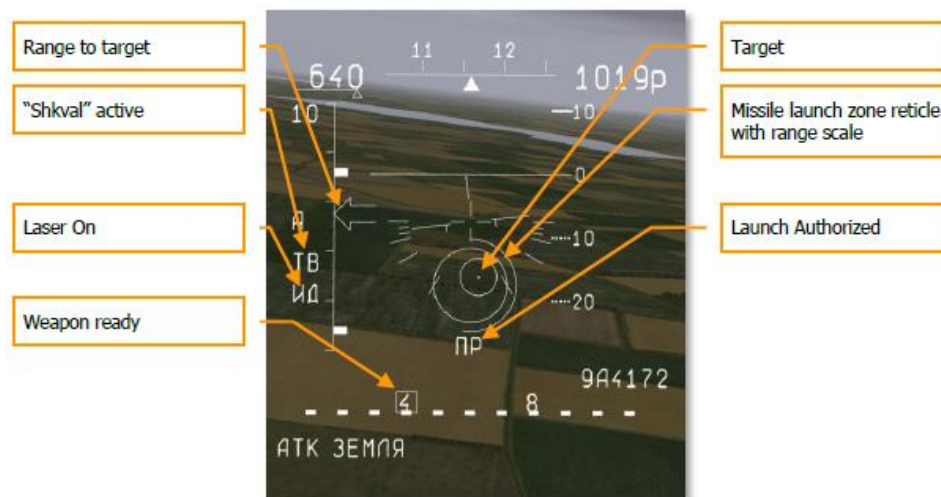 Range to target
"Shkval" active
Laser On
Weapon ready
11 12
640 1019р
10 10
0
А
10
ТВ
ИД
20
ПР
9А4172
4 8
АТК ЗЕМЛЯ
Target
Missile launch zone reticle
with range scale
Launch Authorized